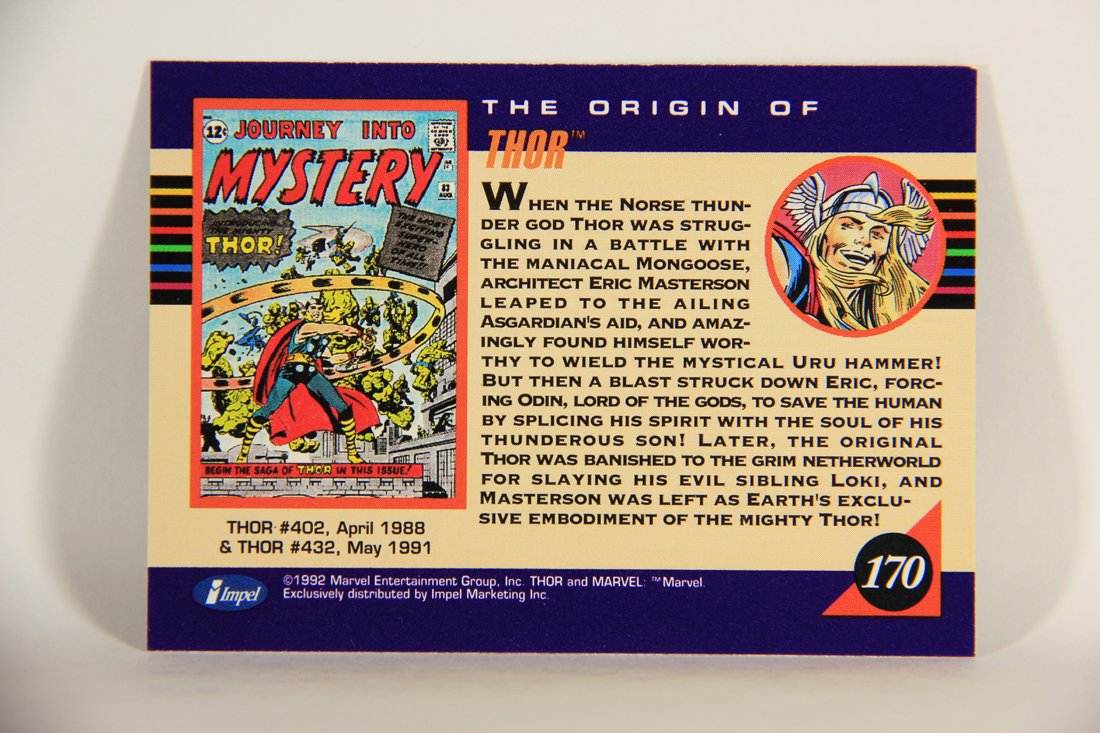 THE ORIGIN OF
THOR™
12¢
JOURNEY INTO
MYSTERY
83
AUG.
THE MIGHTY
THOR!
BEGIN THE SAGA OF THOR IN THIS ISSUE!
THOR #402, April 1988
& THOR #432, May 1991
WHEN THE NORSE THUN-
DER GOD THOR WAS STRUG-
GLING IN A BATTLE WITH
THE MANIACAL MONGOOSE,
ARCHITECT ERIC MASTERSON
LEAPED TO THE AILING
ASGARDIAN'S AID, AND AMAZ-
INGLY FOUND HIMSELF WOR-
THY TO WIELD THE MYSTICAL URU HAMMER!
BUT THEN A BLAST STRUCK DOWN ERIC, FORC-
ING ODIN, LORD OF THE GODS, TO SAVE THE HUMAN
BY SPLICING HIS SPIRIT WITH THE SOUL OF HIS
THUNDEROUS SON! LATER, THE ORIGINAL
THOR WAS BANISHED TO THE GRIM NETHERWORLD
FOR SLAYING HIS EVIL SIBLING LOKI, AND
MASTERSON WAS LEFT AS EARTH'S EXCLU-
SIVE EMBODIMENT OF THE MIGHTY THOR!
170
Impel
©1992 Marvel Entertainment Group, Inc. THOR and MARVEL: ™Marvel.
Exclusively distributed by Impel Marketing Inc.